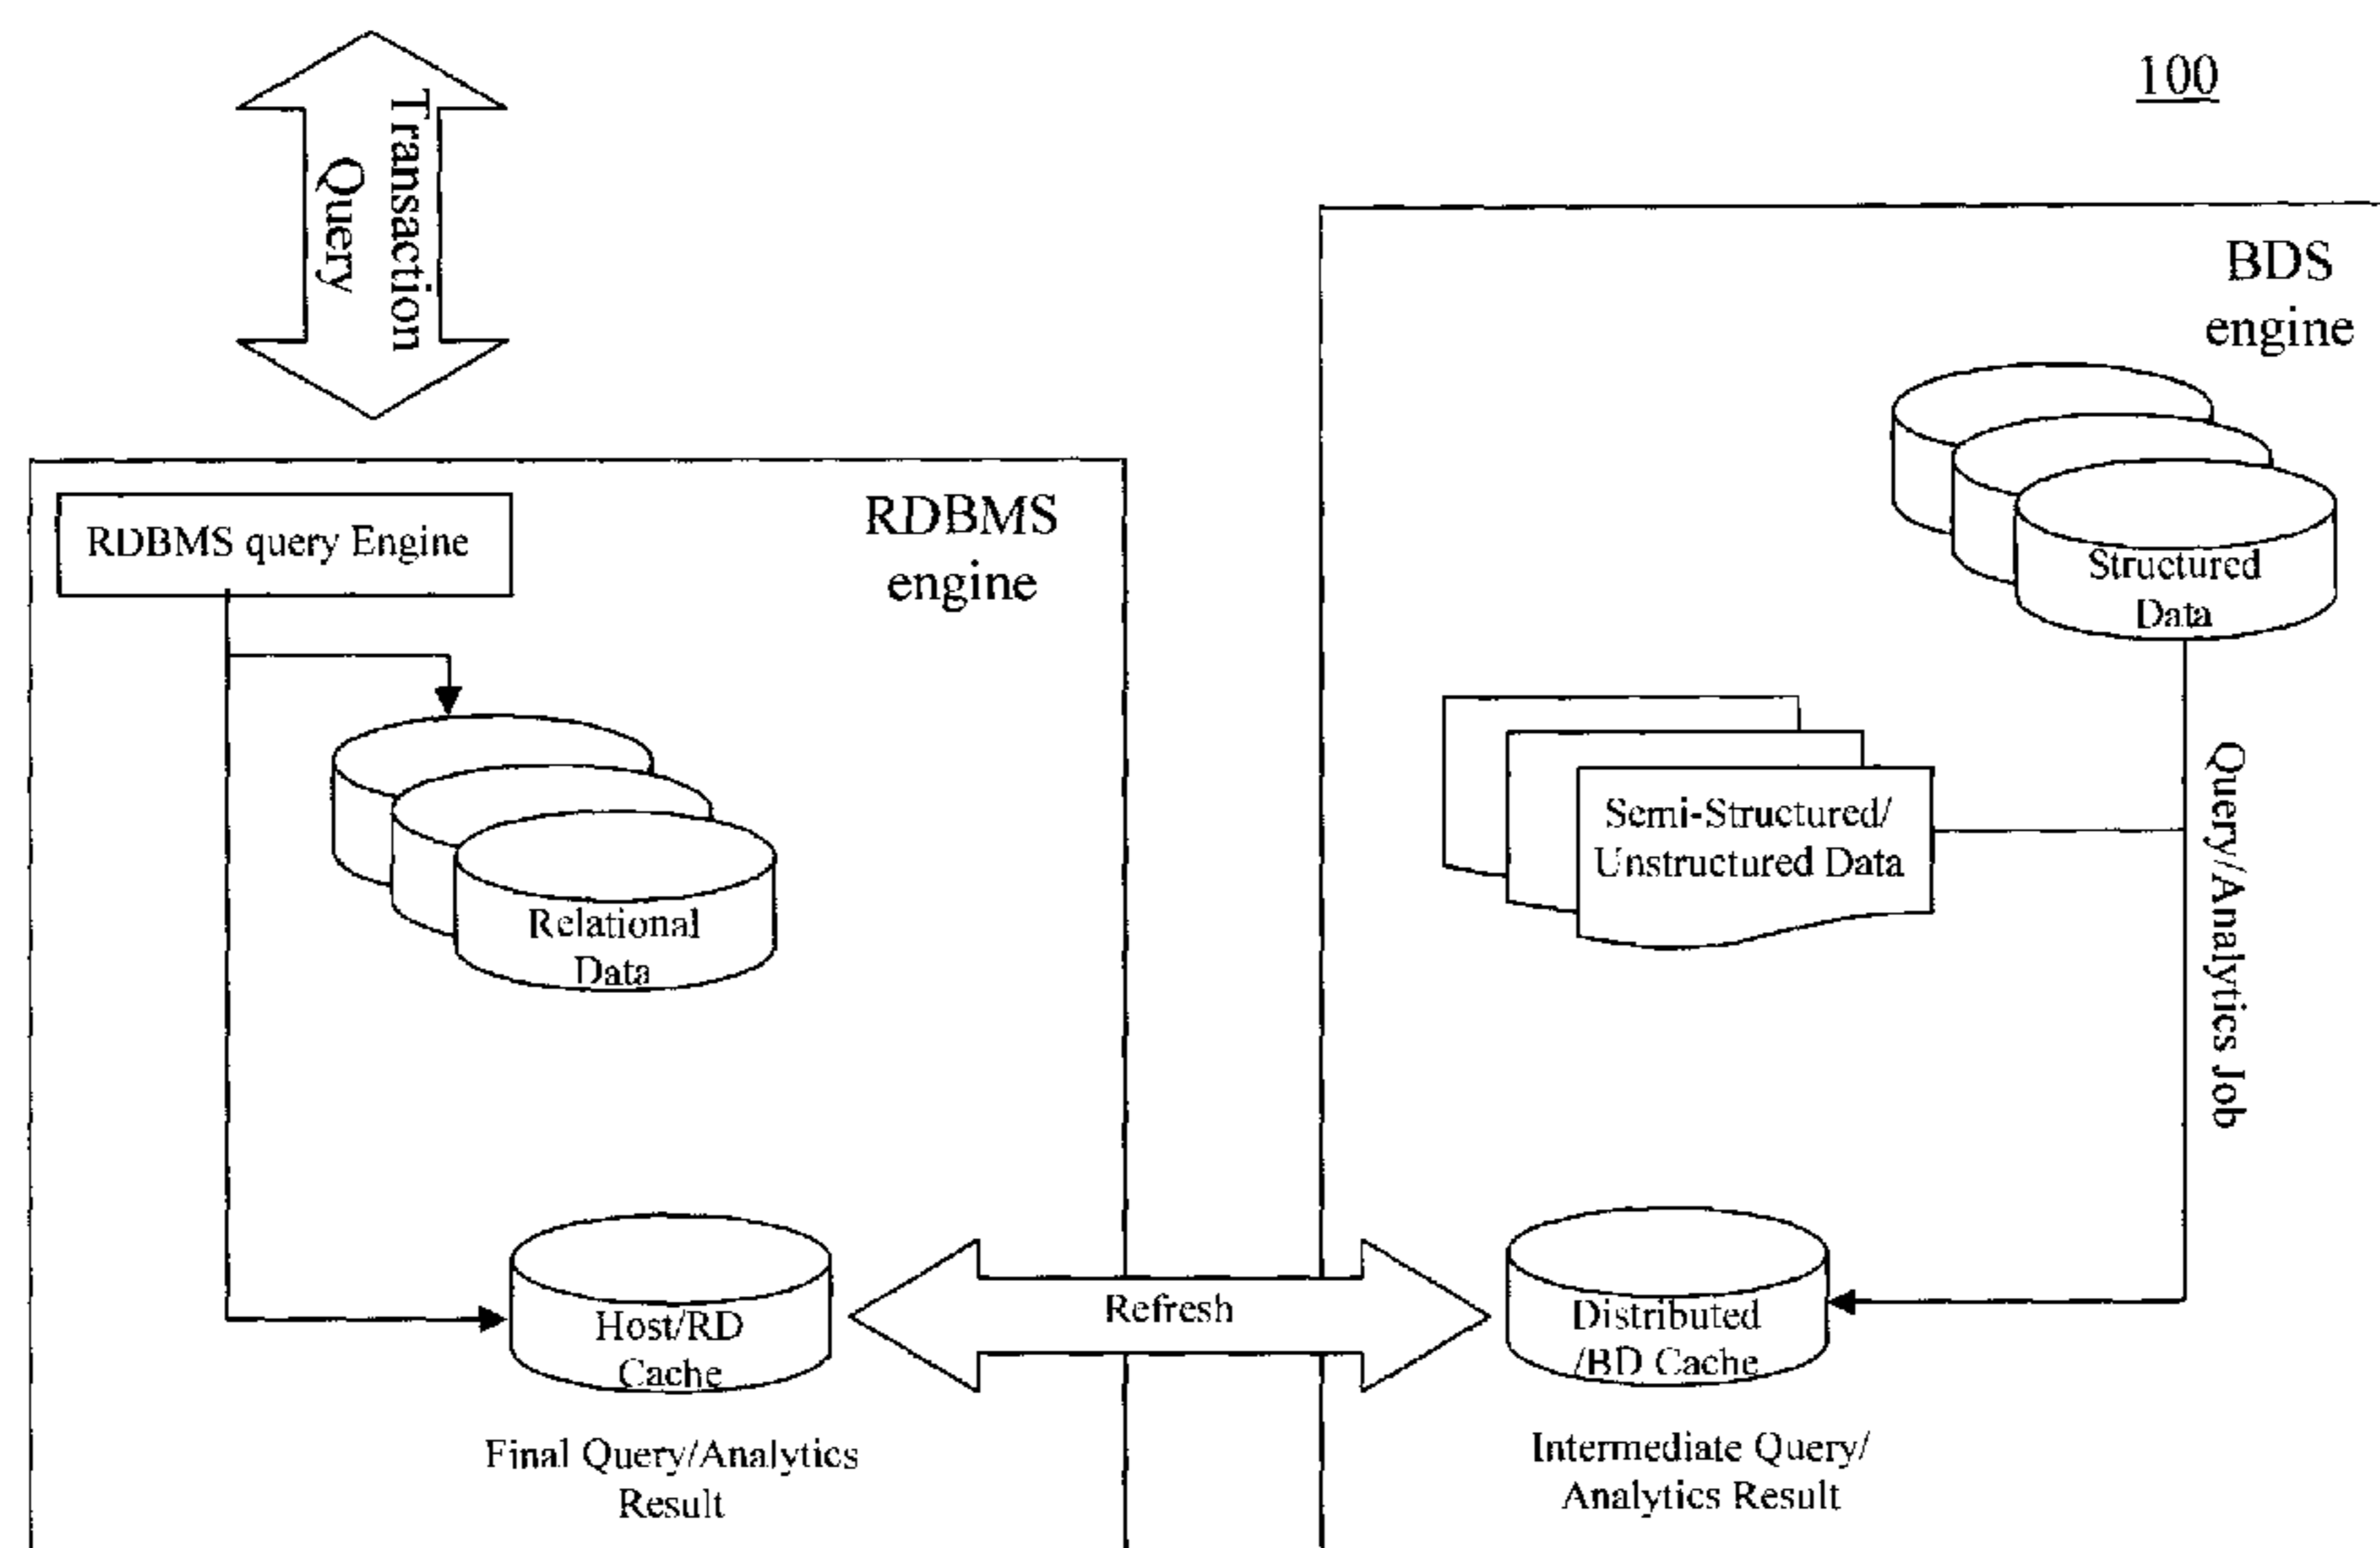 100
Transaction
Query
BDS
engine
RDBMS
engine
RDBMS query Engine
Structured
Data
Relational
Data
Semi-Structured/
Unstructured Data
Query/Analytics Job
Host/RD
Cache
Refresh
Distributed
/BD Cache
Final Query/Analytics
Result
Intermediate Query/
Analytics Result